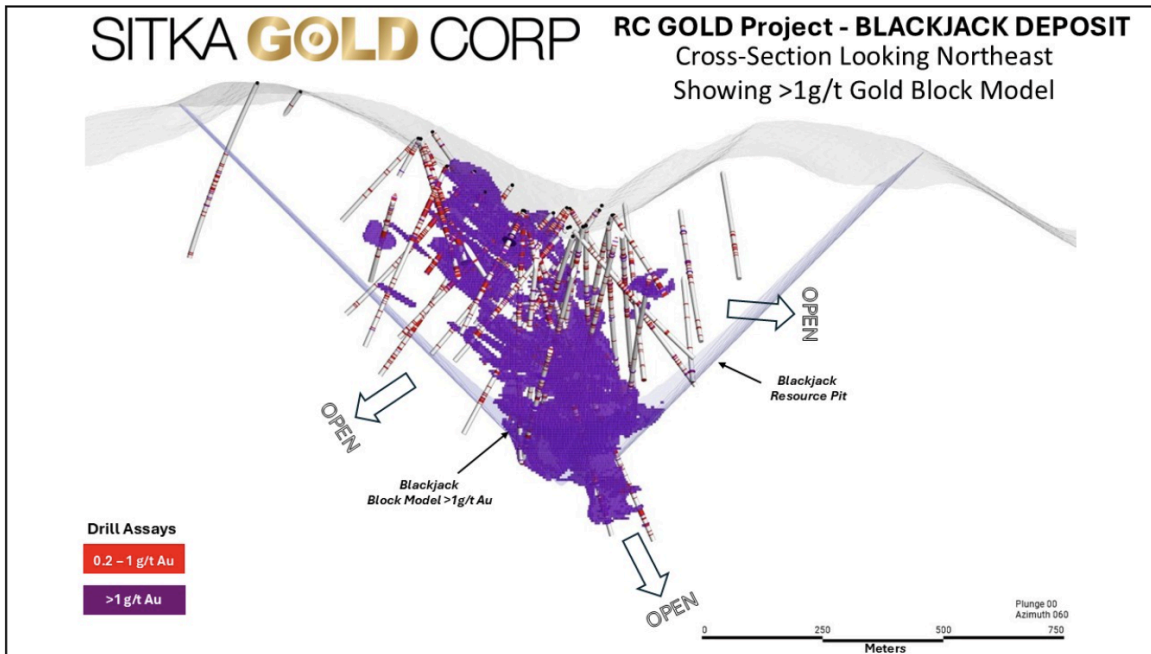 SITKA GOLD CORP
RC GOLD Project - BLACKJACK DEPOSIT
Cross-Section Looking Northeast
Showing >1g/t Gold Block Model
OPEN
Blackjack
Resource Pit
OPEN
Blackjack
Block Model >1g/t Au
Drill Assays
0.2 – 1 g/t Au
>1g/t Au
OPEN
Plunge 00
Azimuth 060
0 250 500 750
Meters